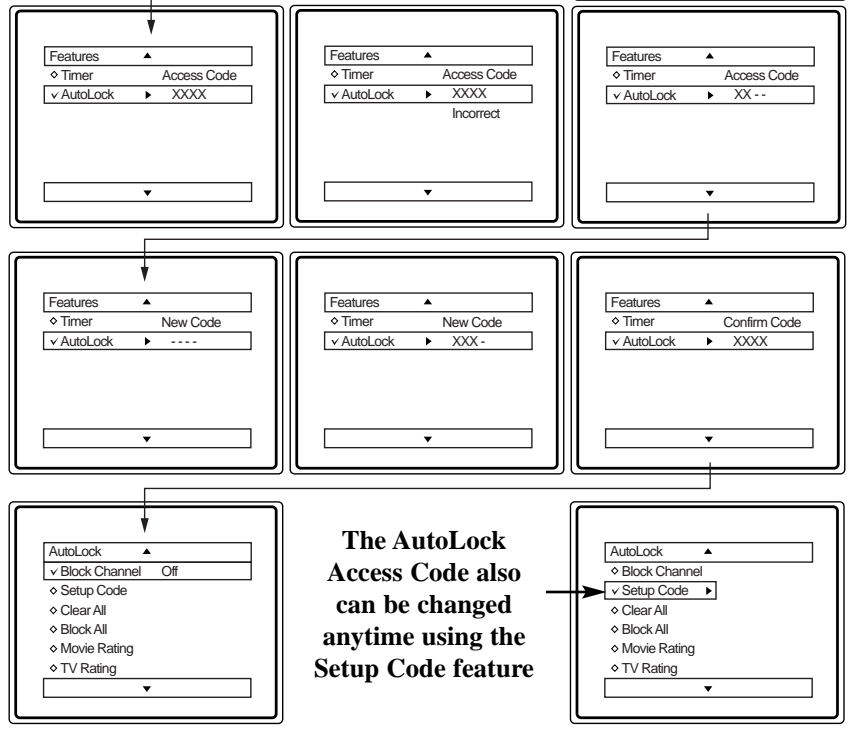 Features
Timer Access Code
AutoLock XXXX
Features
Timer Access Code
AutoLock XXXX
Incorrect
Features
Timer Access Code
AutoLock XX - -
Features
Timer New Code
AutoLock - - - -
Features
Timer New Code
AutoLock XXX -
Features
Timer Confirm Code
AutoLock XXXX
AutoLock
Block Channel Off
Setup Code
Clear All
Block All
Movie Rating
TV Rating
The AutoLock
Access Code also
can be changed
anytime using the
Setup Code feature
AutoLock
Block Channel
Setup Code
Clear All
Block All
Movie Rating
TV Rating